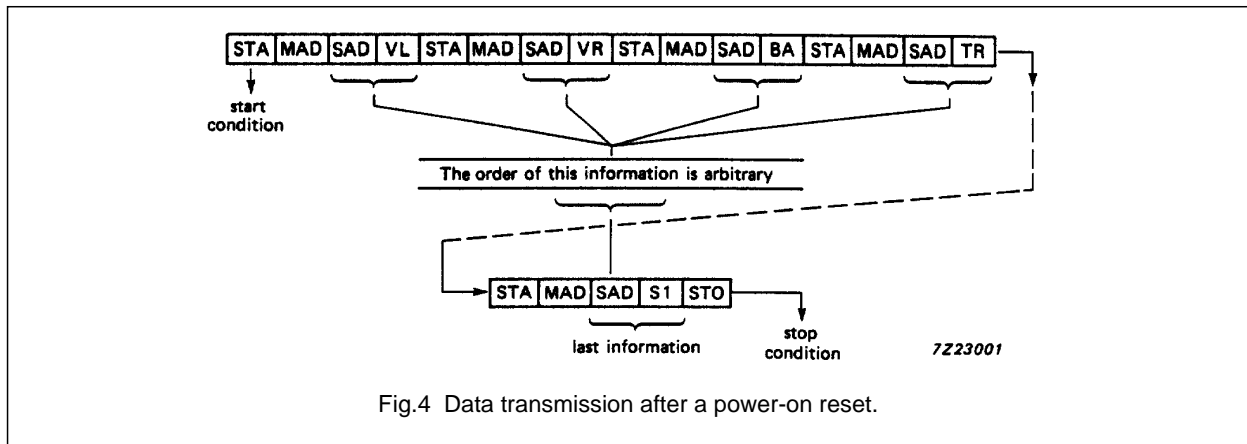 STA MAD SAD VL STA MAD SAD VR STA MAD SAD BA STA MAD SAD TR
start
condition
The order of this information is arbitrary
STA MAD SAD S1 STO
last information
stop
condition
7Z23001
Fig.4 Data transmission after a power-on reset.